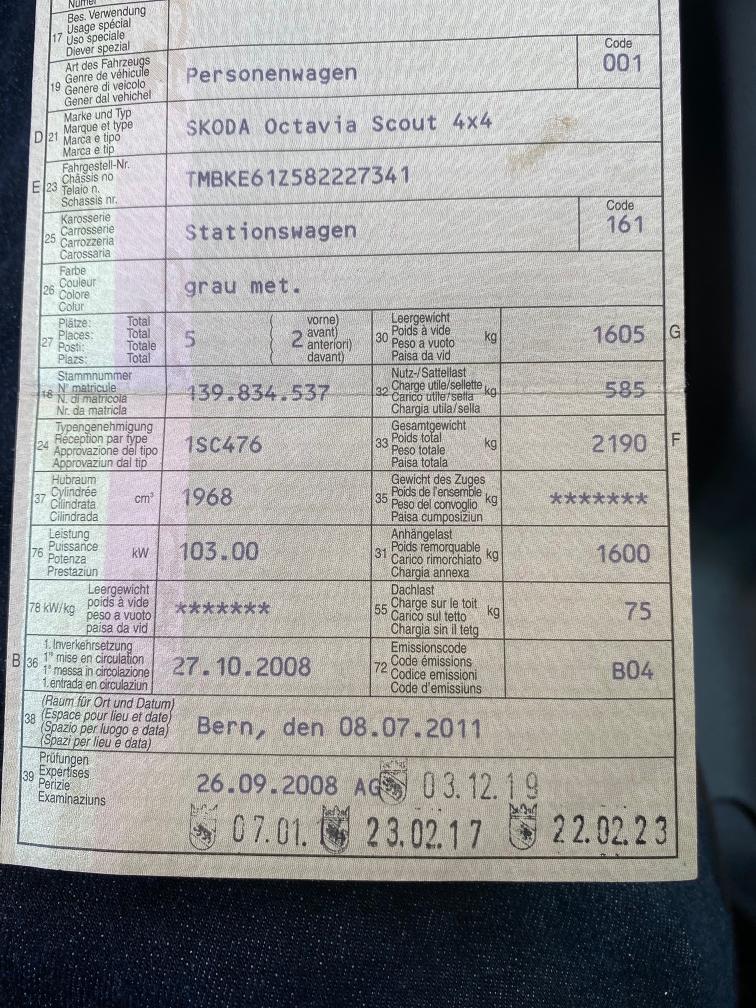 Numer
Bes. Verwendung
Usage spécial
17 Uso speciale
Diever spezial
Art des Fahrzeugs
Genre de véhicule
19 Genere di veicolo
Gener dal vehichel
Personenwagen
Code
001
Marke und Typ
D 21 Marque et type
Marca e tipo
Marca e tip
SKODA Octavia Scout 4x4
Fahrgestell-Nr.
Châssis no
E 23 Telaio n.
Schassis nr.
TMBKE61Z582227341
Karosserie
Carrosserie
25 Carrozzeria
Carossaria
Stationswagen
Code
161
Farbe
26 Couleur
Colore
Colur
grau met.
Plätze: Total
27 Places: Total
Posti: Totale
Plazs: Total
5
2
vorne)
avant)
anteriori)
davant)
Leergewicht
30 Poids à vide kg
Peso a vuoto
Paisa da vid
1605 G
Stammnummer
18 N° matricule
N. di matricola
Nr. da matricla
139.834.537
Nutz-/Sattellast
32 Charge utile/sellette kg
Carico utile/sella
Chargia utila/sella
585
Typengenehmigung
24 Réception par type
Approvazione del tipo
Approvaziun dal tip
1SC476
Gesamtgewicht
33 Poids total kg
Peso totale
Paisa totala
2190 F
Hubraum
37 Cylindrée cm³
Cilindrata
Cilindrada
1968
Gewicht des Zuges
35 Poids de l'ensemble kg
Peso del convoglio
Paisa cumposiziun
*******
Leistung
76 Puissance kW
Potenza
Prestaziun
103.00
Anhängelast
31 Poids remorquable kg
Carico rimorchiato
Chargia annexa
1600
Leergewicht
78 kW/kg poids à vide
peso a vuoto
paisa da vid
*******
Dachlast
55 Charge sur le toit kg
Carico sul tetto
Chargia sin il tetg
75
1. Inverkehrsetzung
B 36 1re mise en circulation
1a messa in circolazione
1. entrada en circulaziun
27.10.2008
Emissionscode
72 Code émissions
Codice emissioni
Code d'emissiuns
B04
(Raum für Ort und Datum)
38 (Espace pour lieu et date)
(Spazio per luogo e data)
(Spazi per lieu e data)
Bern, den 08.07.2011
Prüfungen
39 Expertises
Perizie
Examinaziuns
26.09.2008 AG 03.12.19
07.01. 23.02.17 22.02.23